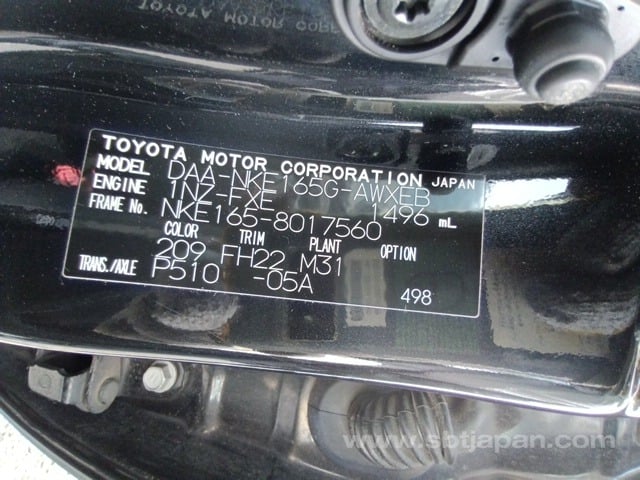 TOYOTA MOTOR CORPORATION JAPAN
MODEL DAA-NKE165G-AWXEB
ENGINE 1NZ-FXE 1496 mL
FRAME No. NKE165-8017560
COLOR TRIM PLANT OPTION
209 FH22 M31
TRANS./AXLE P510 -05A
498
www.sbtjapan.com